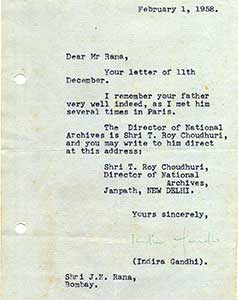 February 1, 1958.
Dear Mr Rana,
Your letter of 11th
December.
I remember your father
very well indeed, as I met him
several times in Paris.
The Director of National
Archives is Shri T. Roy Choudhuri,
and you may write to him direct
at this address:
Shri T. Roy Choudhuri,
Director of National
Archives,
Janpath, NEW DELHI.
Yours sincerely,
Indira Gandhi
(Indira Gandhi).
Shri J.N. Rana,
Bombay.